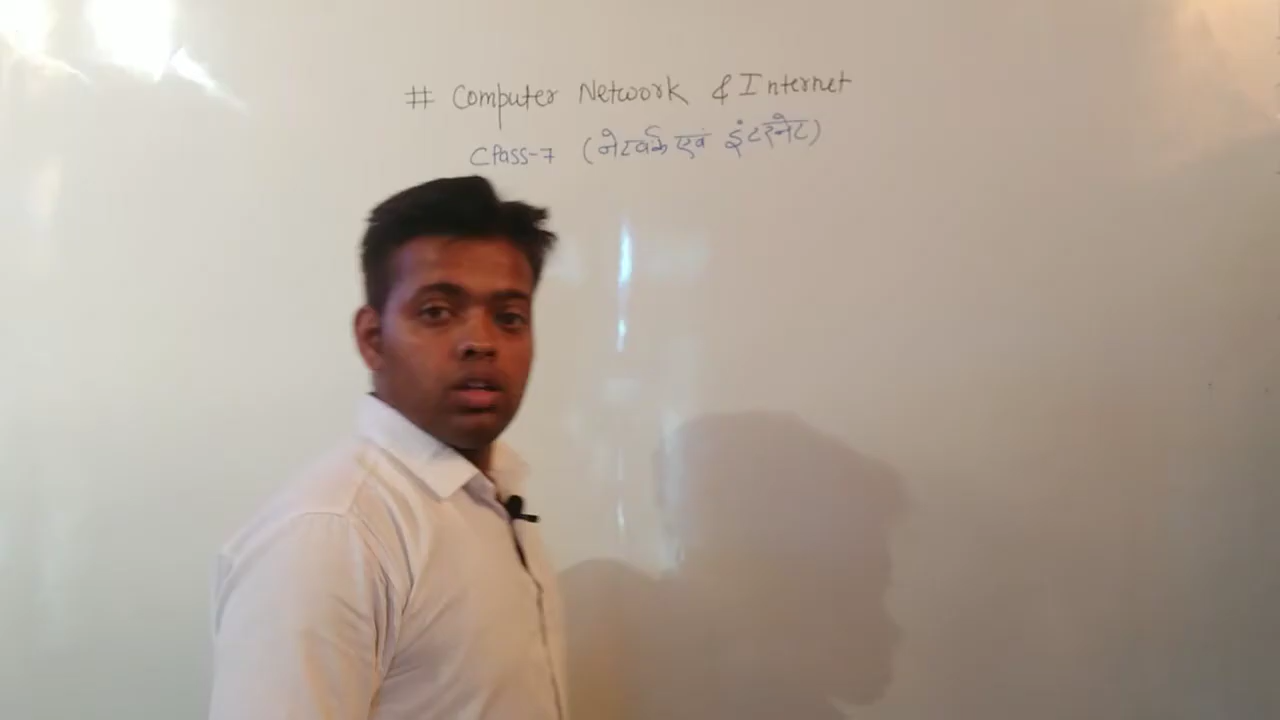 # Computer Network & Internet
Class-7 (नेटवर्क एवं इंटरनेट)